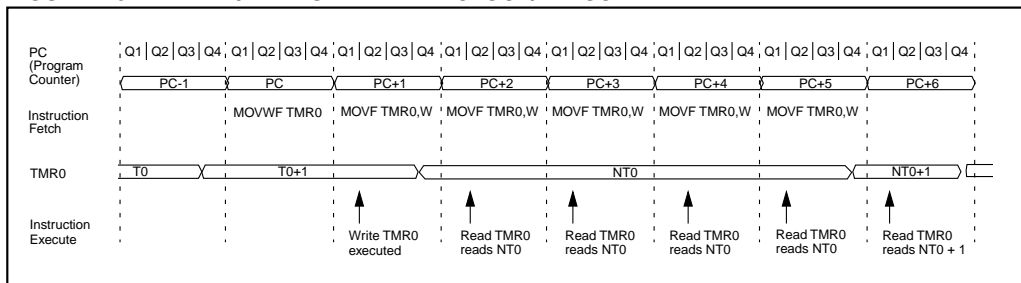 PC
(Program
Counter)
Q1 Q2 Q3 Q4 Q1 Q2 Q3 Q4 Q1 Q2 Q3 Q4 Q1 Q2 Q3 Q4 Q1 Q2 Q3 Q4 Q1 Q2 Q3 Q4 Q1 Q2 Q3 Q4 Q1 Q2 Q3 Q4
PC-1 PC PC+1 PC+2 PC+3 PC+4 PC+5 PC+6
Instruction
Fetch
MOVWF TMR0 MOVF TMR0,W MOVF TMR0,W MOVF TMR0,W MOVF TMR0,W MOVF TMR0,W
TMR0
T0 T0+1 NT0 NT0+1
Instruction
Execute
Write TMR0
executed
Read TMR0
reads NT0
Read TMR0
reads NT0
Read TMR0
reads NT0
Read TMR0
reads NT0
Read TMR0
reads NT0 + 1